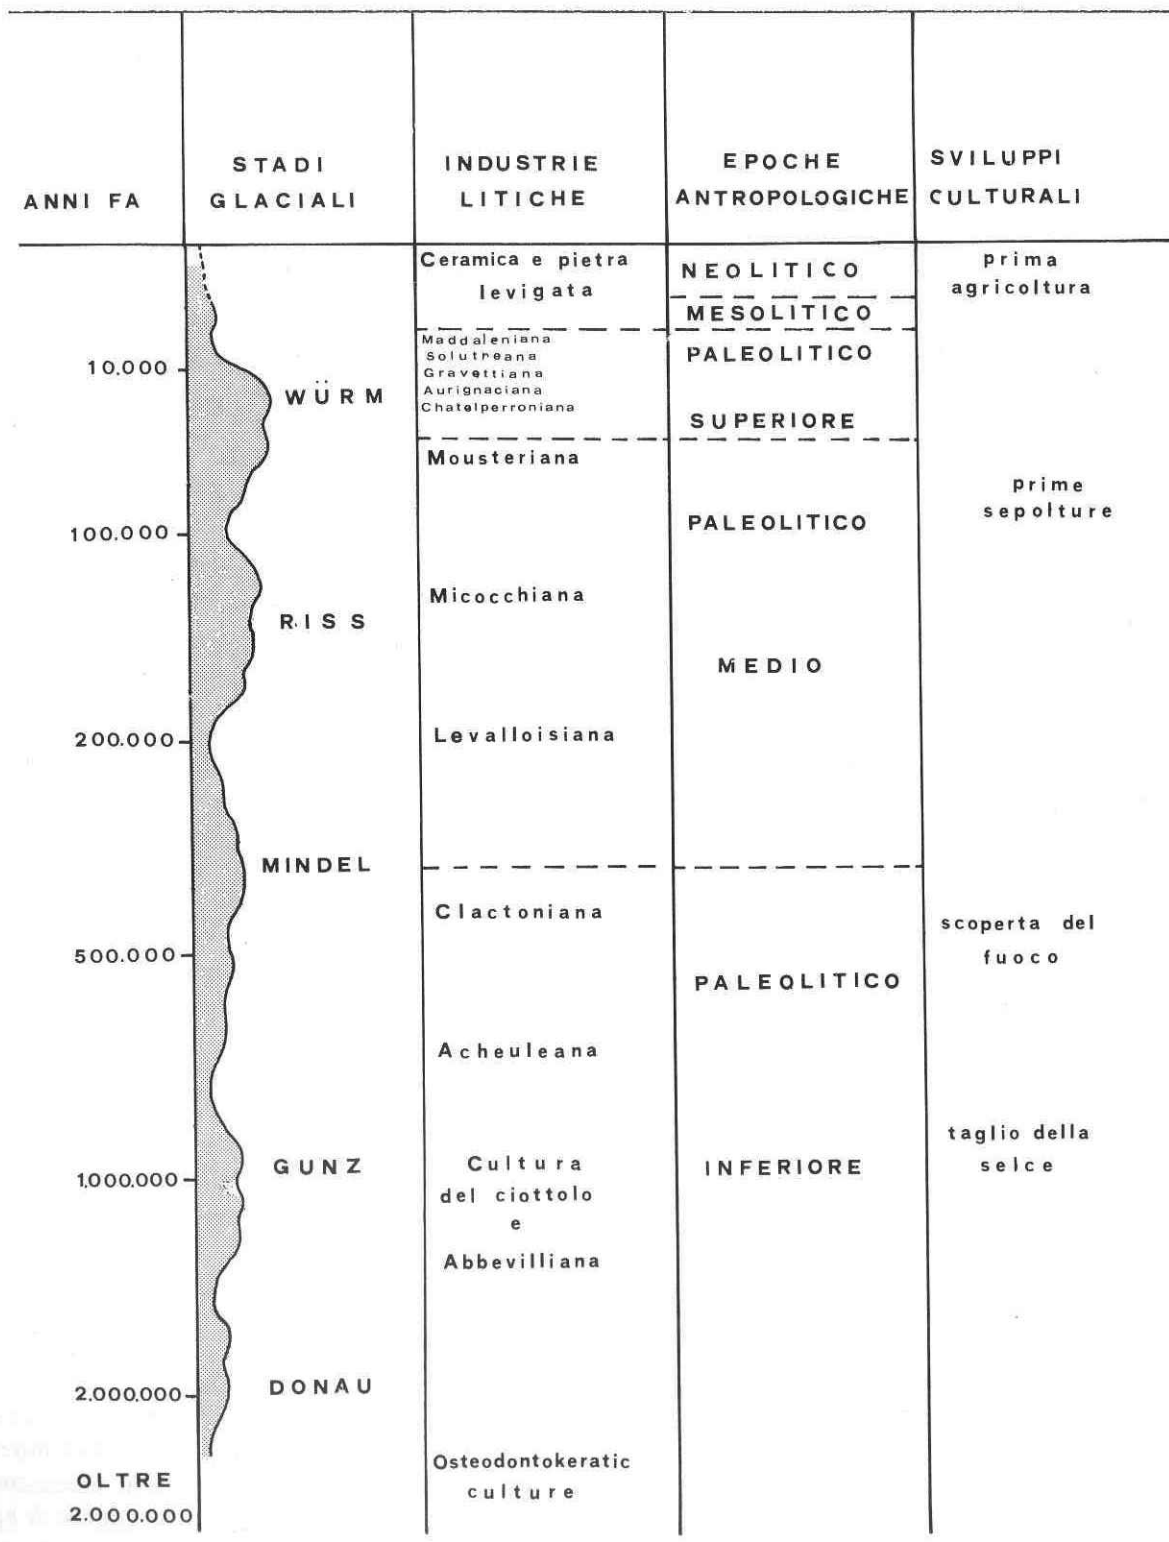 ANNI FA
STADI
GLACIALI
INDUSTRIE
LITICHE
EPOCHE
ANTROPOLOGICHE
SVILUPPI
CULTURALI
10.000
100.000
200.000
500.000
1.000.000
2.000.000
OLTRE
2.000.000
WÜRM
RISS
MINDEL
GUNZ
DONAU
Ceramica e pietra
levigata
Maddaleniana
Solutreana
Gravettiana
Aurignaciana
Chatelperroniana
Mousteriana
Micocchiana
Levalloisiana
Clactoniana
Acheuleana
Cultura
del ciottolo
e
Abbevilliana
Osteodontokeratic
culture
NEOLITICO
MESOLITICO
PALEOLITICO
SUPERIORE
PALEOLITICO
MEDIO
PALEOLITICO
INFERIORE
prima
agricoltura
prime
sepolture
scoperta del
fuoco
taglio della
selce